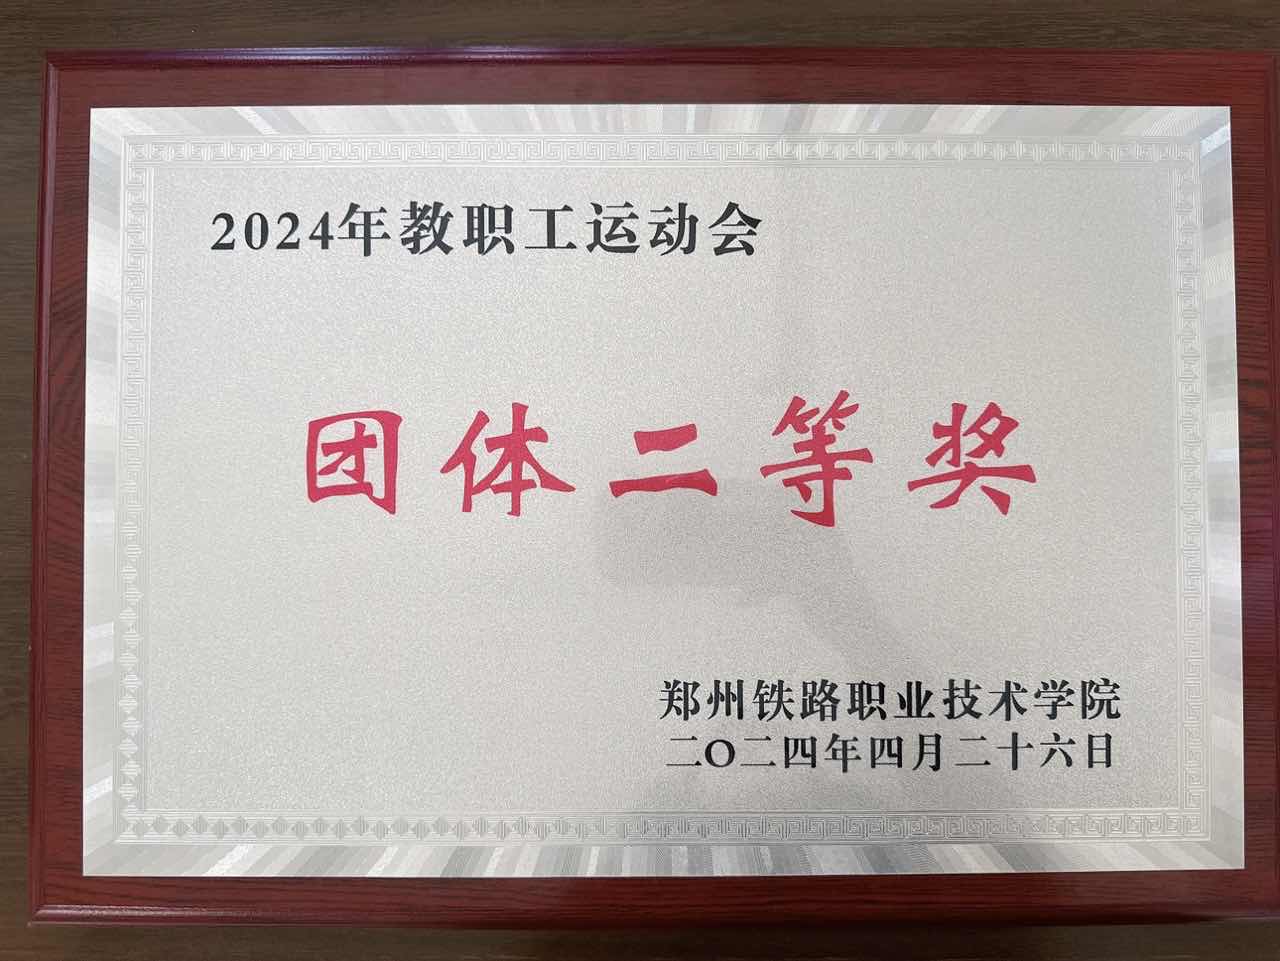 2024年教职工运动会
团体二等奖
郑州铁路职业技术学院
二〇二四年四月二十六日